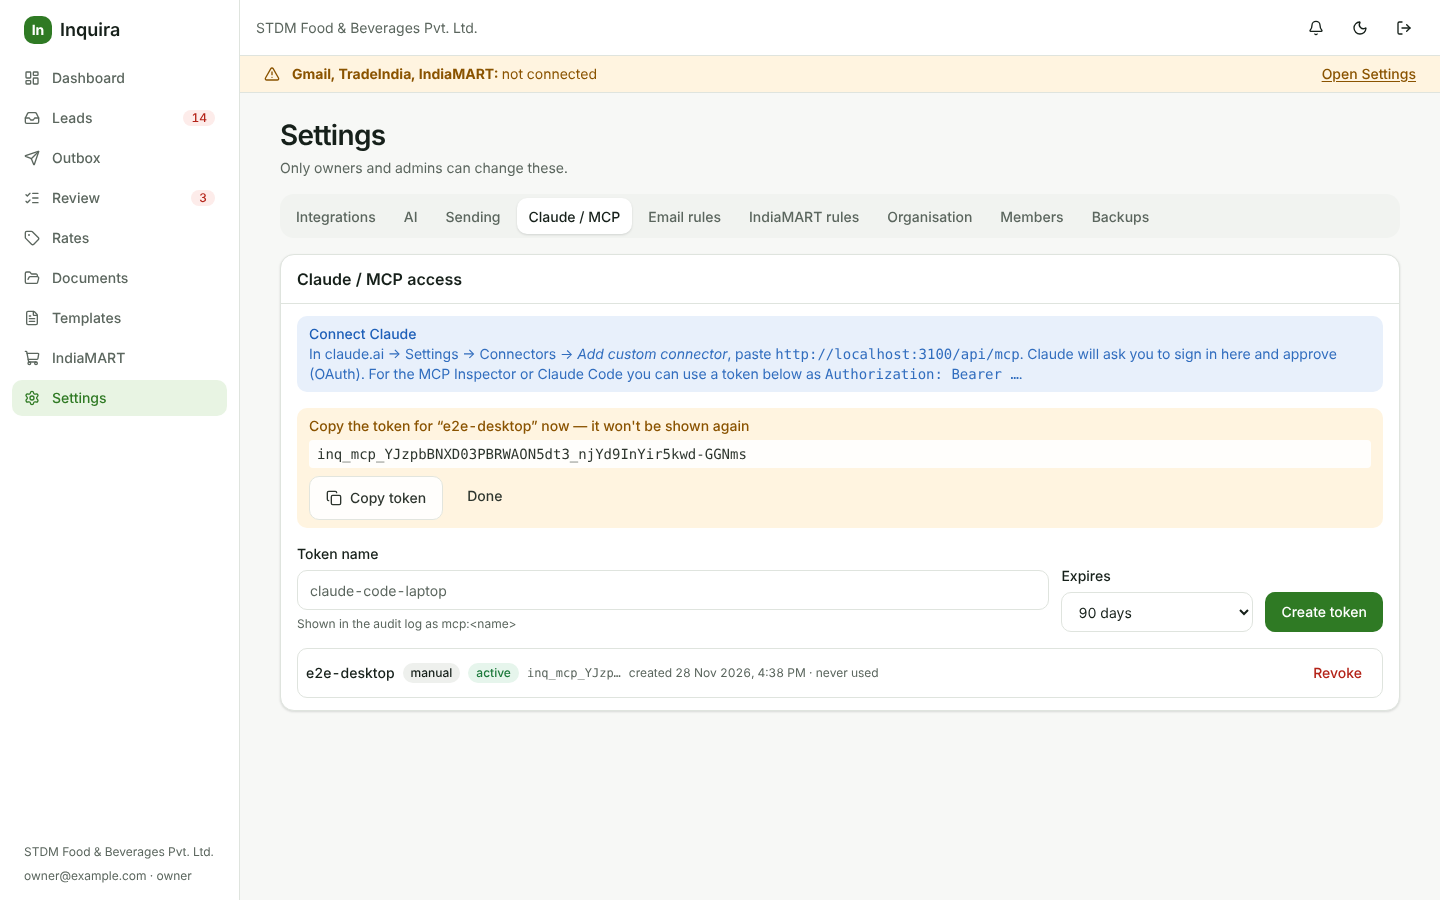 In Inquira
STDM Food & Beverages Pvt. Ltd.
Dashboard
Leads 14
Outbox
Review 3
Rates
Documents
Templates
IndiaMART
Settings
STDM Food & Beverages Pvt. Ltd.
owner@example.com · owner
Gmail, TradeIndia, IndiaMART: not connected Open Settings
Settings
Only owners and admins can change these.
Integrations AI Sending Claude / MCP Email rules IndiaMART rules Organisation Members Backups
Claude / MCP access
Connect Claude
In claude.ai → Settings → Connectors → Add custom connector, paste http://localhost:3100/api/mcp. Claude will ask you to sign in here and approve
(OAuth). For the MCP Inspector or Claude Code you can use a token below as Authorization: Bearer ….
Copy the token for “e2e-desktop” now — it won't be shown again
inq_mcp_YJzpbBNXD03PBRWAON5dt3_njYd9InYir5kwd-GGNms
Copy token Done
Token name
claude-code-laptop
Shown in the audit log as mcp:<name>
Expires
90 days
Create token
e2e-desktop manual active inq_mcp_YJzp… created 28 Nov 2026, 4:38 PM · never used Revoke